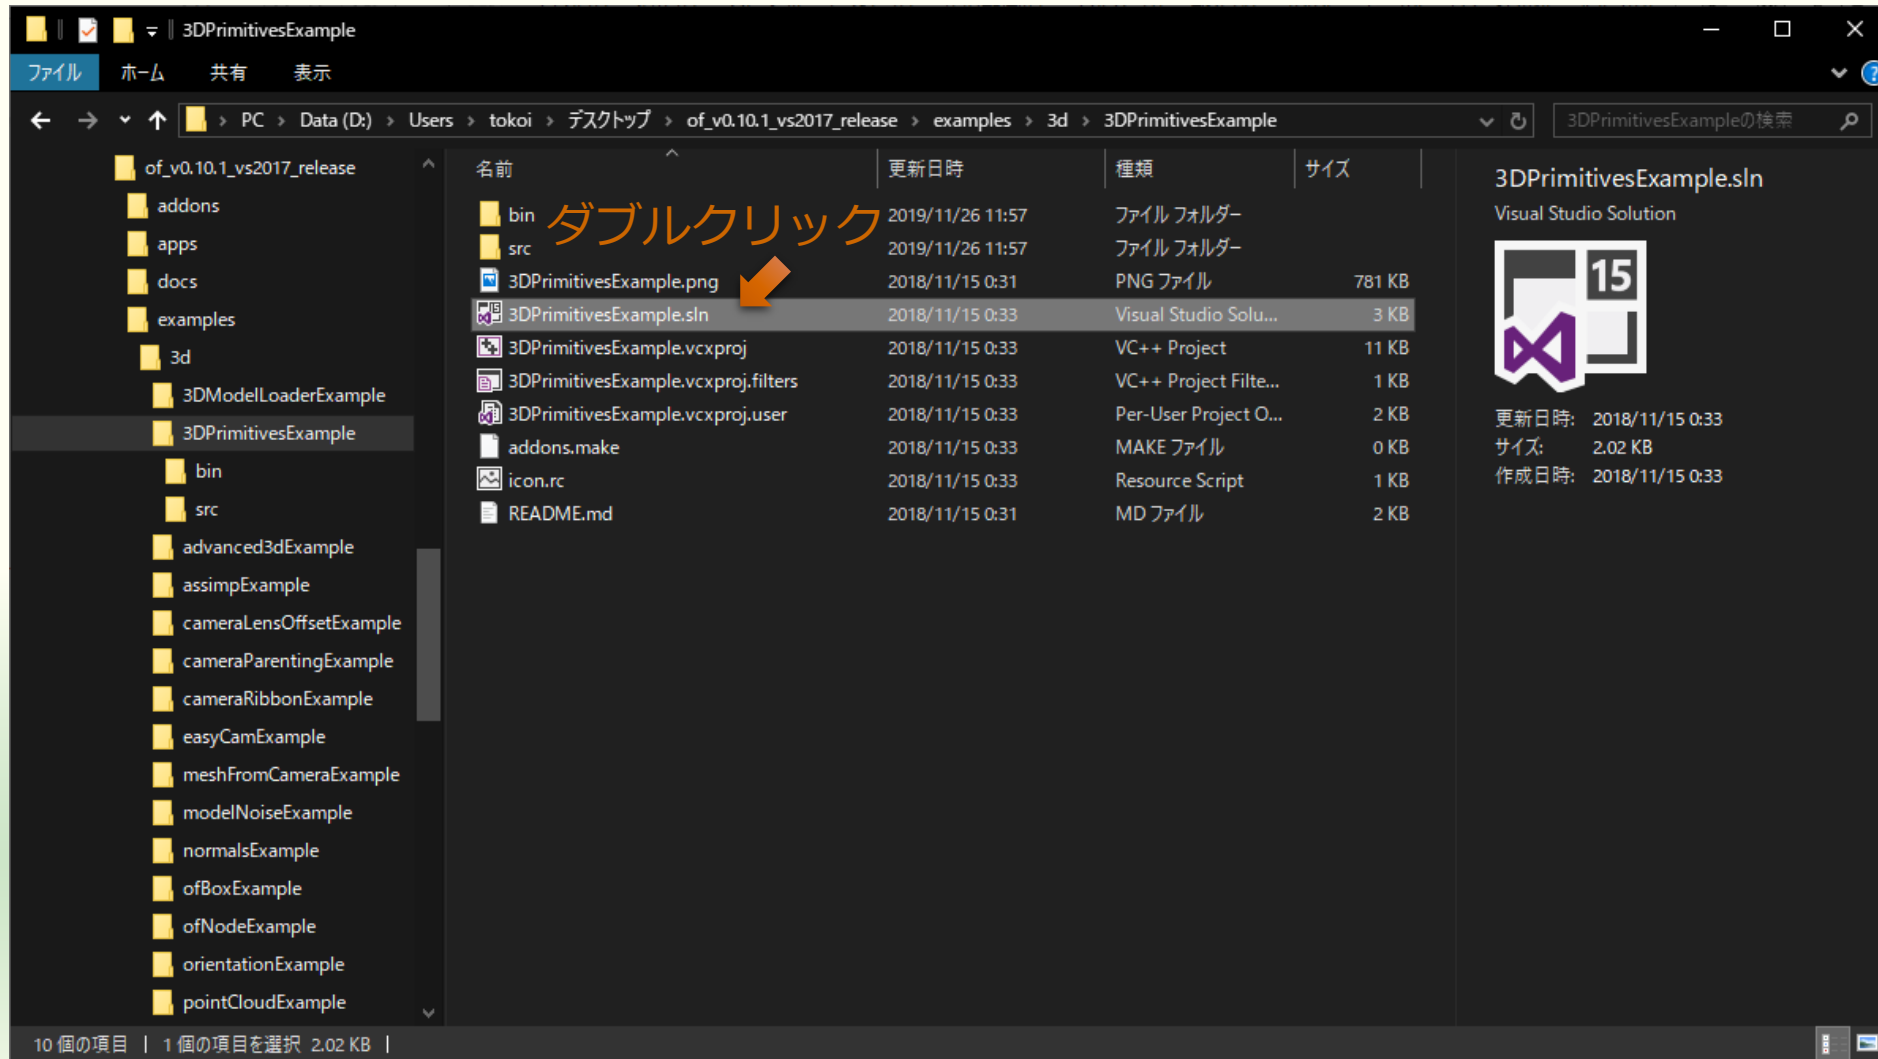 3DPrimitivesExample
ファイル ホーム 共有 表示
PC › Data (D:) › Users › tokoi › デスクトップ › of_v0.10.1_vs2017_release › examples › 3d › 3DPrimitivesExample
3DPrimitivesExampleの検索
of_v0.10.1_vs2017_release
addons
apps
docs
examples
3d
3DModelLoaderExample
3DPrimitivesExample
bin
src
advanced3dExample
assimpExample
cameraLensOffsetExample
cameraParentingExample
cameraRibbonExample
easyCamExample
meshFromCameraExample
modelNoiseExample
normalsExample
ofBoxExample
ofNodeExample
orientationExample
pointCloudExample
名前 更新日時 種類 サイズ
ダブルクリック
bin 2019/11/26 11:57 ファイル フォルダー
src 2019/11/26 11:57 ファイル フォルダー
3DPrimitivesExample.png 2018/11/15 0:31 PNG ファイル 781 KB
3DPrimitivesExample.sln 2018/11/15 0:33 Visual Studio Solu... 3 KB
3DPrimitivesExample.vcxproj 2018/11/15 0:33 VC++ Project 11 KB
3DPrimitivesExample.vcxproj.filters 2018/11/15 0:33 VC++ Project Filte... 1 KB
3DPrimitivesExample.vcxproj.user 2018/11/15 0:33 Per-User Project O... 2 KB
addons.make 2018/11/15 0:33 MAKE ファイル 0 KB
icon.rc 2018/11/15 0:33 Resource Script 1 KB
README.md 2018/11/15 0:31 MD ファイル 2 KB
3DPrimitivesExample.sln
Visual Studio Solution
15
更新日時: 2018/11/15 0:33
サイズ: 2.02 KB
作成日時: 2018/11/15 0:33
10 個の項目 | 1 個の項目を選択 2.02 KB |